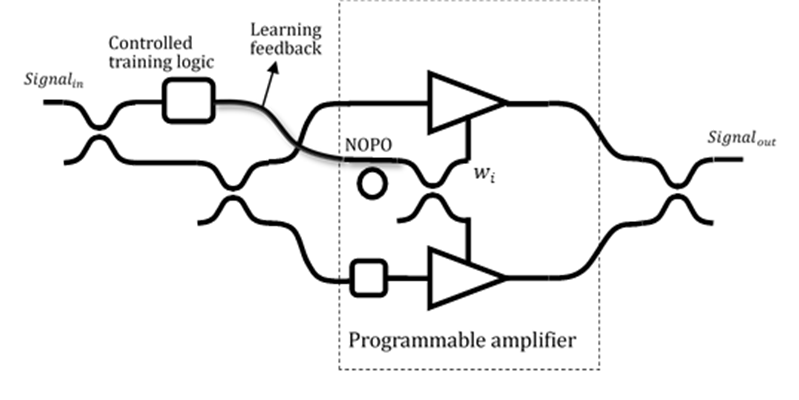 Learning
feedback
Controlled
training logic
Signal_in
NOPO
Signal_out
w_i
Programmable amplifier